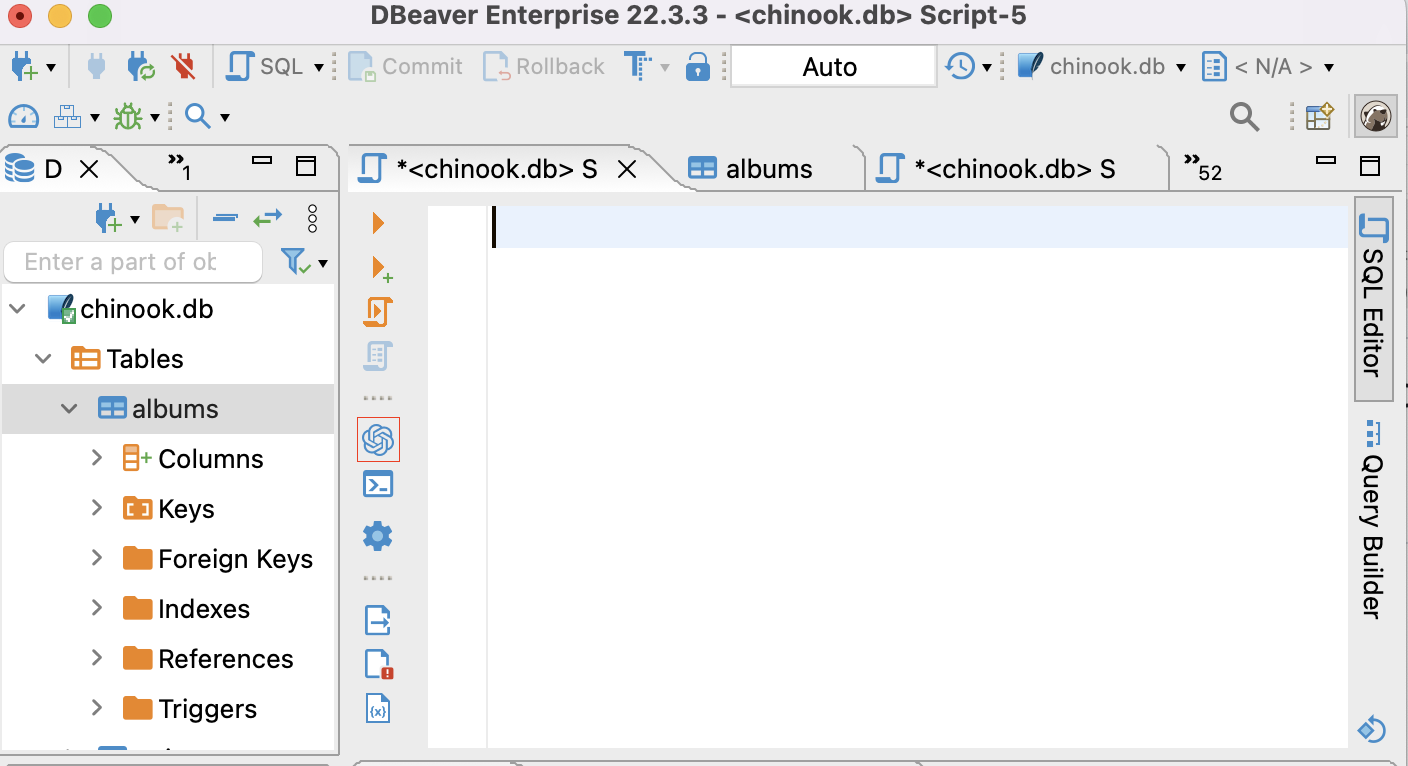 DBeaver Enterprise 22.3.3 - <chinook.db> Script-5
SQL Commit Rollback Auto chinook.db < N/A >
D »1
*<chinook.db> S albums *<chinook.db> S »52
Enter a part of ob
chinook.db
Tables
albums
Columns
Keys
Foreign Keys
Indexes
References
Triggers
SQL Editor
Query Builder